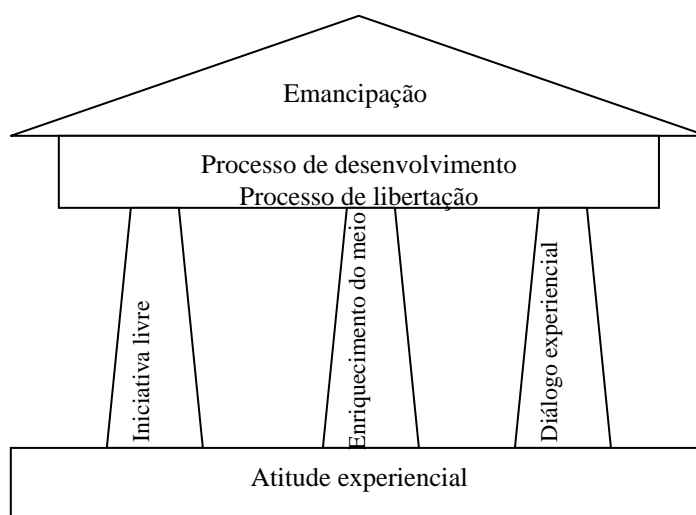 Emancipação
Processo de desenvolvimento
Processo de libertação
Iniciativa livre
Enriquecimento do meio
Diálogo experiencial
Atitude experiencial